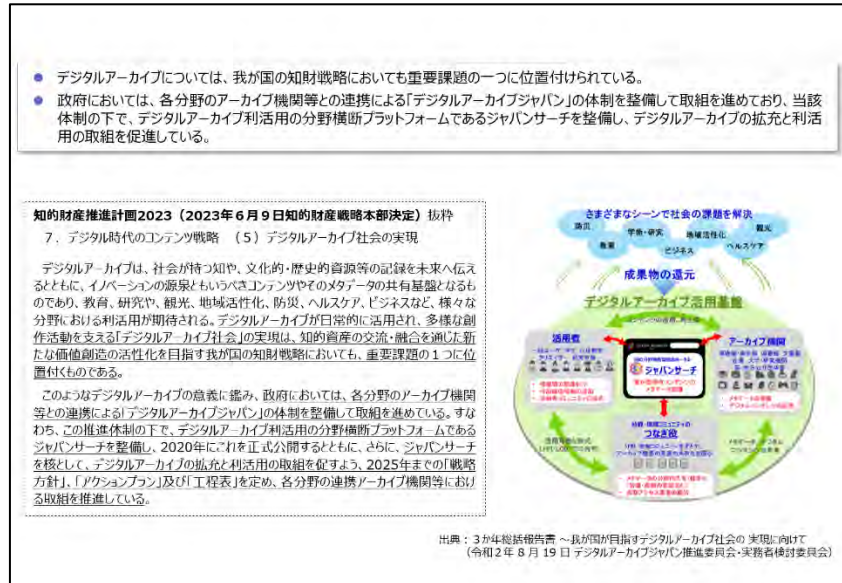 ● デジタルアーカイブについては、我が国の知財戦略においても重要課題の一つに位置付けられている。
● 政府においては、各分野のアーカイブ機関等との連携による「デジタルアーカイブジャパン」の体制を整備して取組を進めており、当該
体制の下で、デジタルアーカイブ利活用の分野横断プラットフォームであるジャパンサーチを整備し、デジタルアーカイブの拡充と利活
用の取組を促進している。
知的財産推進計画2023（2023年6月9日知的財産戦略本部決定）抜粋
７．デジタル時代のコンテンツ戦略 （5）デジタルアーカイブ社会の実現
デジタルアーカイブは、社会が持つ知や、文化的・歴史的資源等の記録を未来へ伝え
るとともに、イノベーションの源泉ともいうべきコンテンツやそのメタデータの共有基盤となるも
のであり、教育、研究や、観光、地域活性化、防災、ヘルスケア、ビジネスなど、様々な
分野における利活用が期待される。デジタルアーカイブが日常的に活用され、多様な創
作活動を支える「デジタルアーカイブ社会」の実現は、知的資産の交流・融合を通じた新
たな価値創造の活性化を目指す我が国の知財戦略においても、重要課題の１つに位
置付くものである。
このようなデジタルアーカイブの意義に鑑み、政府においては、各分野のアーカイブ機関
等との連携による「デジタルアーカイブジャパン」の体制を整備して取組を進めている。すな
わち、この推進体制の下で、デジタルアーカイブ利活用の分野横断プラットフォームである
ジャパンサーチを整備し、2020年にこれを正式公開するとともに、さらに、ジャパンサーチ
を核として、デジタルアーカイブの拡充と利活用の取組を促すよう、2025年までの「戦略
方針」、「アクションプラン」及び「工程表」を定め、各分野の連携アーカイブ機関等におけ
る取組を推進している。
さまざまなシーンで社会の課題を解決
防災
学術・研究
地域活性化
観光
教育
ビジネス
ヘルスケア
成果物の還元
デジタルアーカイブ活用基盤
活用者
アーカイブ機関
ジャパンサーチ
つなぎ役
出典：３か年総括報告書 ～我が国が目指すデジタルアーカイブ社会の 実現に向けて
（令和２年 8 月 19 日 デジタルアーカイブジャパン推進委員会・実務者検討委員会）